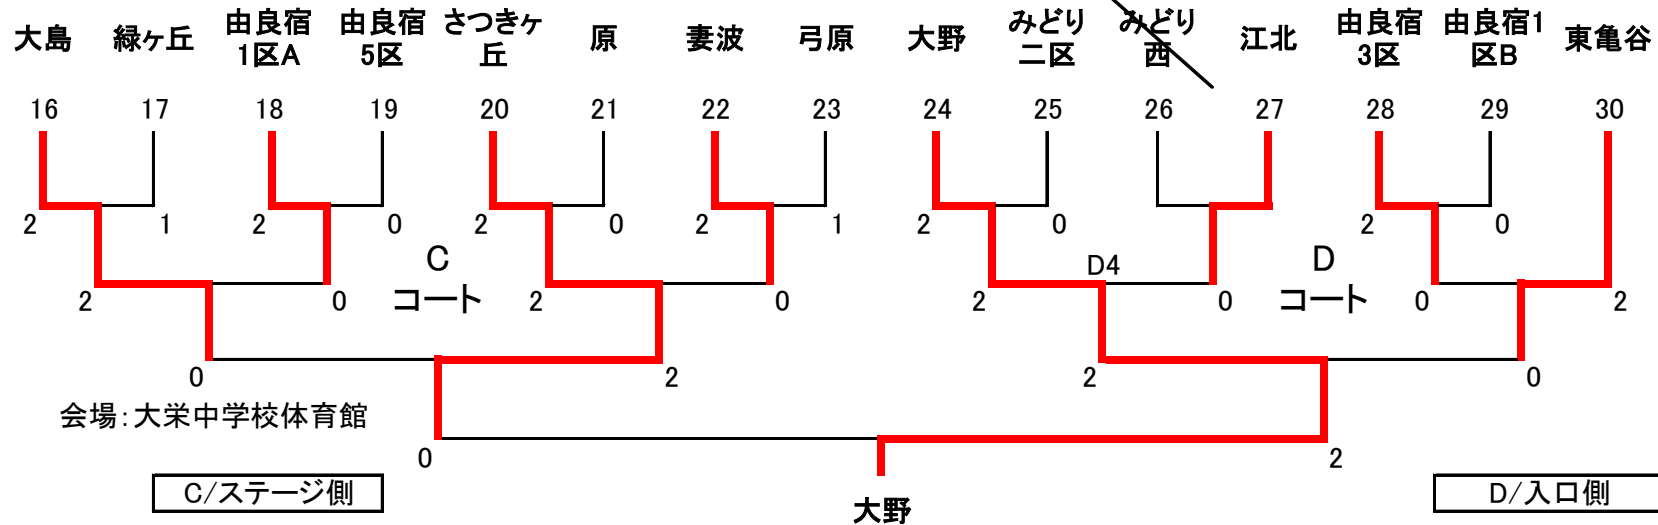 大島 緑ヶ丘 由良宿1区A 由良宿5区 さつきヶ丘 原 妻波 弓原 大野 みどり二区 みどり西 江北 由良宿3区 由良宿1区B 東亀谷
16 17 18 19 20 21 22 23 24 25 26 27 28 29 30
2 1 2 0 2 0 2 1 2 0 2 0
C D4 D
2 0 コート 2 0 2 0 コート 0 2
0 2 2 0
会場:大栄中学校体育館
0 2
C/ステージ側 D/入口側
大野